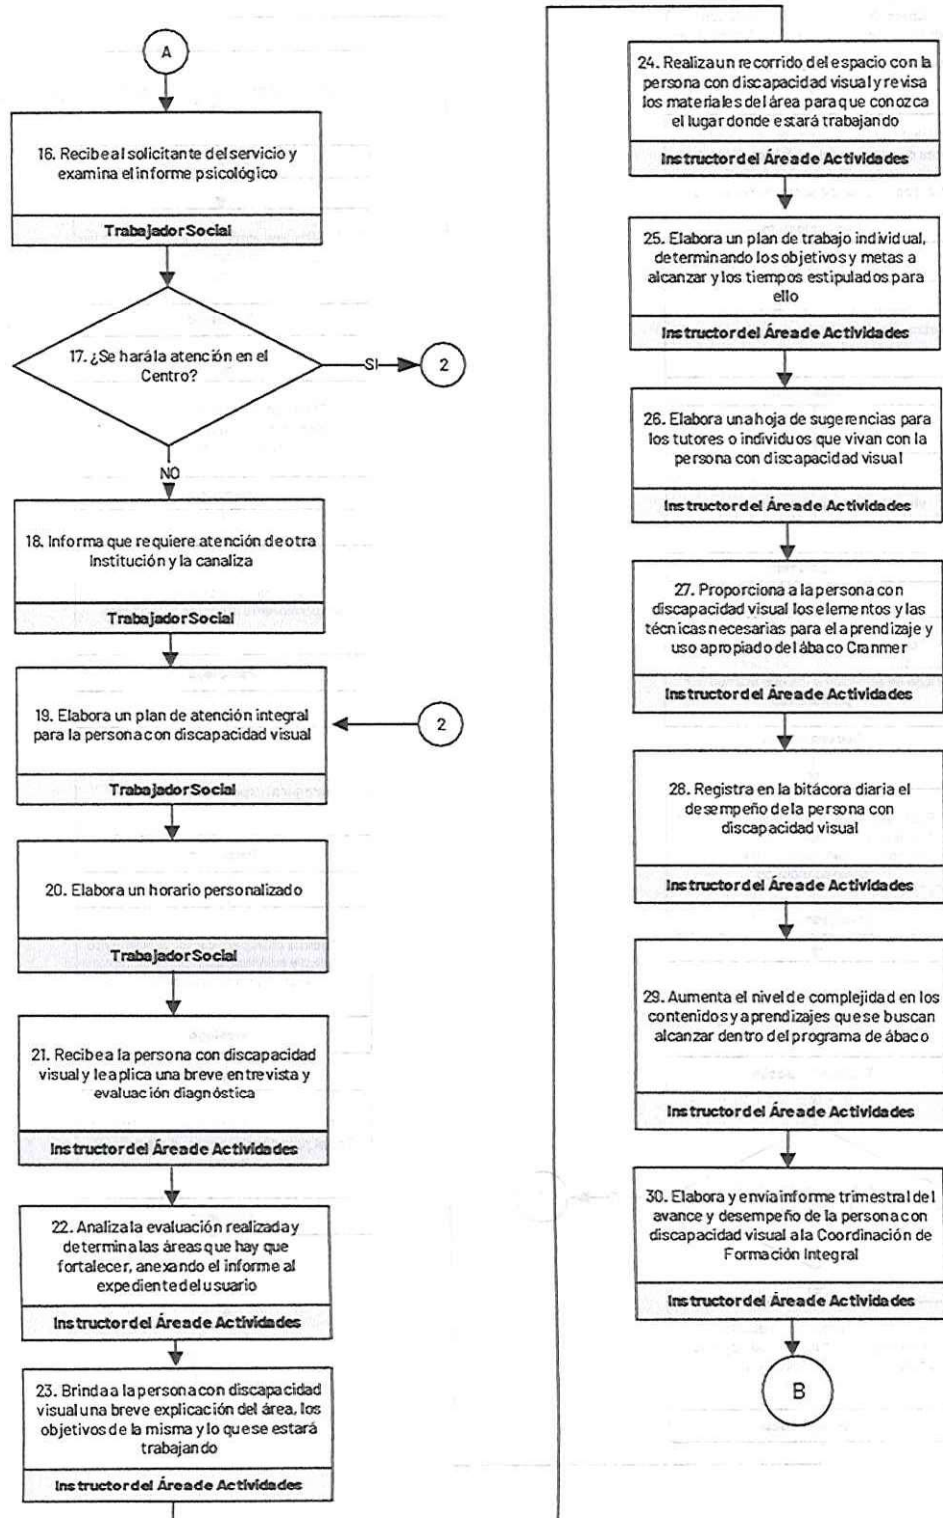 A
16. Recibe al solicitante del servicio y
examina el informe psicológico
Trabajador Social
17. ¿Se hará la atención en el
Centro?
SI
2
NO
18. Informa que requiere atención de otra
Institución y la canaliza
Trabajador Social
19. Elabora un plan de atención integral
para la persona con discapacidad visual
2
Trabajador Social
20. Elabora un horario personalizado
Trabajador Social
21. Recibe a la persona con discapacidad
visual y le aplica una breve entrevista y
evaluación diagnóstica
Instructor del Área de Actividades
22. Analiza la evaluación realizada y
determina las áreas que hay que
fortalecer, anexando el informe al
expediente del usuario
Instructor del Área de Actividades
23. Brinda a la persona con discapacidad
visual una breve explicación del área, los
objetivos de la misma y lo que se estará
trabajando
Instructor del Área de Actividades
24. Realiza un recorrido del espacio con la
persona con discapacidad visual y revisa
los materiales del área para que conozca
el lugar donde estará trabajando
Instructor del Área de Actividades
25. Elabora un plan de trabajo individual,
determinando los objetivos y metas a
alcanzar y los tiempos estipulados para
ello
Instructor del Área de Actividades
26. Elabora una hoja de sugerencias para
los tutores o individuos que vivan con la
persona con discapacidad visual
Instructor del Área de Actividades
27. Proporciona a la persona con
discapacidad visual los elementos y las
técnicas necesarias para el aprendizaje y
uso apropiado del ábaco Cranmer
Instructor del Área de Actividades
28. Registra en la bitácora diaria el
desempeño de la persona con
discapacidad visual
Instructor del Área de Actividades
29. Aumenta el nivel de complejidad en los
contenidos y aprendizajes que se buscan
alcanzar dentro del programa de ábaco
Instructor del Área de Actividades
30. Elabora y envía informe trimestral del
avance y desempeño de la persona con
discapacidad visual a la Coordinación de
Formación Integral
Instructor del Área de Actividades
B